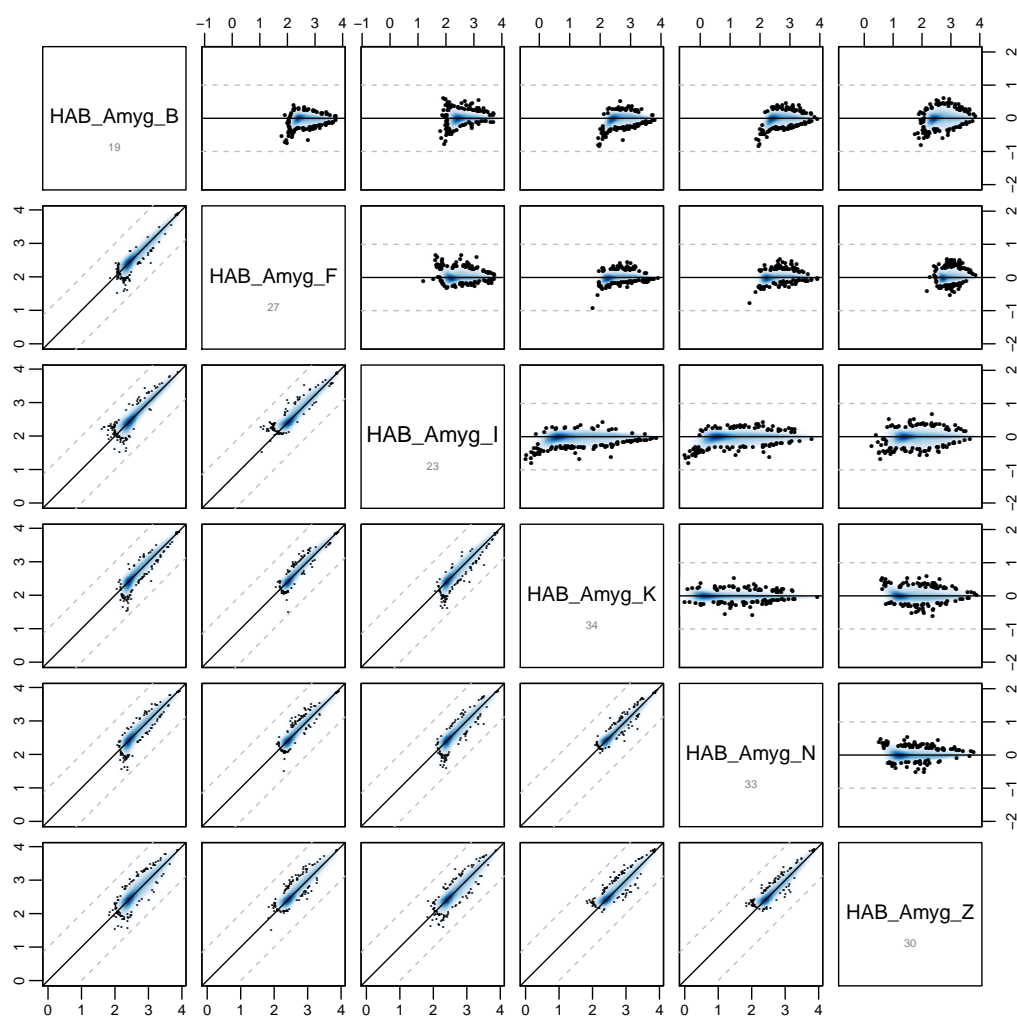 −1 0 1 2 3 4 −1 0 1 2 3 4 0 1 2 3 4 0 1 2 3 4 0 1 2 3 4
HAB_Amyg_B
19
−2 −1 0 1 2
0 1 2 3 4
HAB_Amyg_F
27
−2 −1 0 1 2
0 1 2 3 4
HAB_Amyg_I
23
−2 −1 0 1 2
0 1 2 3 4
HAB_Amyg_K
34
−2 −1 0 1 2
0 1 2 3 4
HAB_Amyg_N
33
−2 −1 0 1 2
0 1 2 3 4
HAB_Amyg_Z
30
0 1 2 3 4 0 1 2 3 4 0 1 2 3 4 0 1 2 3 4 0 1 2 3 4